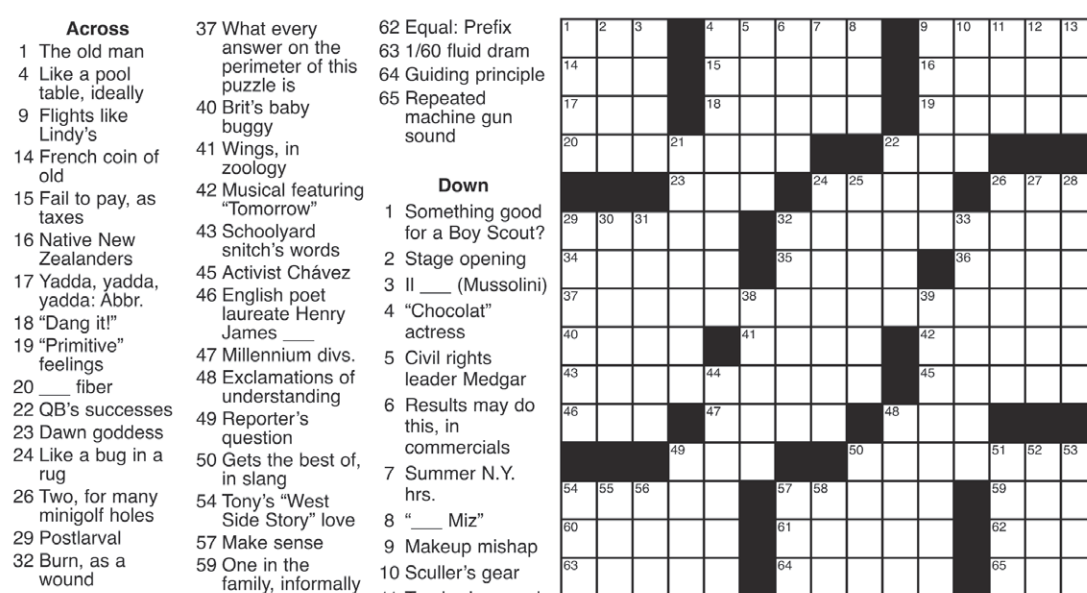 Across
1 The old man
4 Like a pool
table, ideally
9 Flights like
Lindy's
14 French coin of
old
15 Fail to pay, as
taxes
16 Native New
Zealanders
17 Yadda, yadda,
yadda: Abbr.
18 “Dang it!”
19 “Primitive”
feelings
20 ___ fiber
22 QB's successes
23 Dawn goddess
24 Like a bug in a
rug
26 Two, for many
minigolf holes
29 Postlarval
32 Burn, as a
wound
37 What every
answer on the
perimeter of this
puzzle is
40 Brit's baby
buggy
41 Wings, in
zoology
42 Musical featuring
“Tomorrow”
43 Schoolyard
snitch's words
45 Activist Chávez
46 English poet
laureate Henry
James ___
47 Millennium divs.
48 Exclamations of
understanding
49 Reporter's
question
50 Gets the best of,
in slang
54 Tony's “West
Side Story” love
57 Make sense
59 One in the
family, informally
62 Equal: Prefix
63 1/60 fluid dram
64 Guiding principle
65 Repeated
machine gun
sound
Down
1 Something good
for a Boy Scout?
2 Stage opening
3 Il ___ (Mussolini)
4 “Chocolat”
actress
5 Civil rights
leader Medgar
6 Results may do
this, in
commercials
7 Summer N.Y.
hrs.
8 “___ Miz”
9 Makeup mishap
10 Sculler's gear
1 2 3 4 5 6 7 8 9 10 11 12 13
14 15 16
17 18 19
20 21 22
23 24 25 26 27 28
29 30 31 32 33
34 35 36
37 38 39
40 41 42
43 44 45
46 47 48
49 50 51 52 53
54 55 56 57 58 59
60 61 62
63 64 65